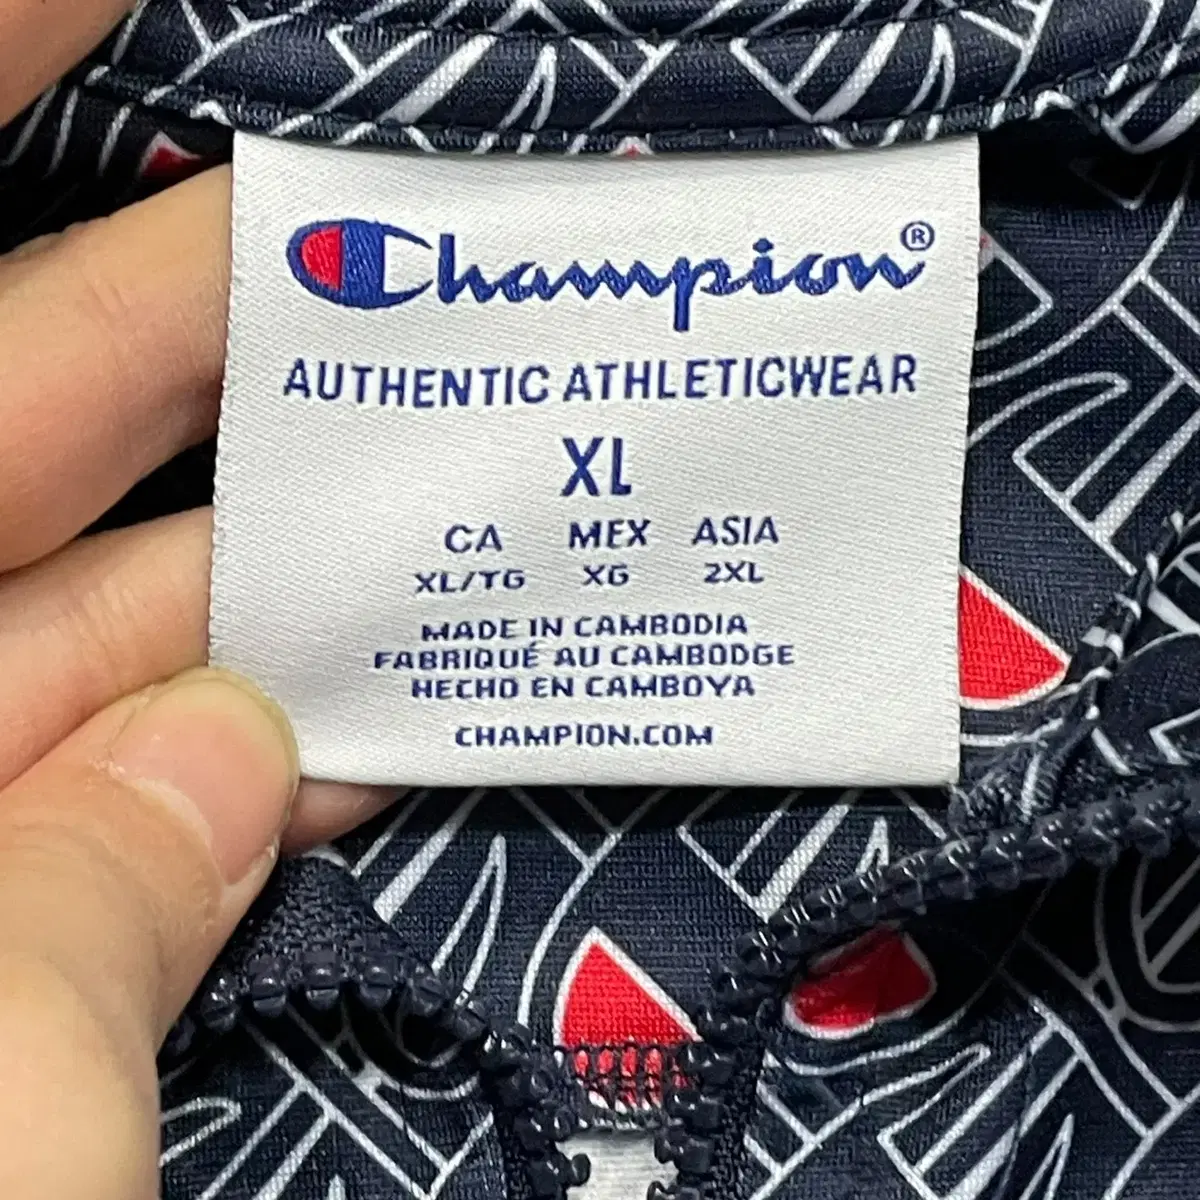 Champion®
AUTHENTIC ATHLETICWEAR
XL
CA MEX ASIA
XL/TG XG 2XL
MADE IN CAMBODIA
FABRIQUÉ AU CAMBODGE
HECHO EN CAMBOYA
CHAMPION.COM